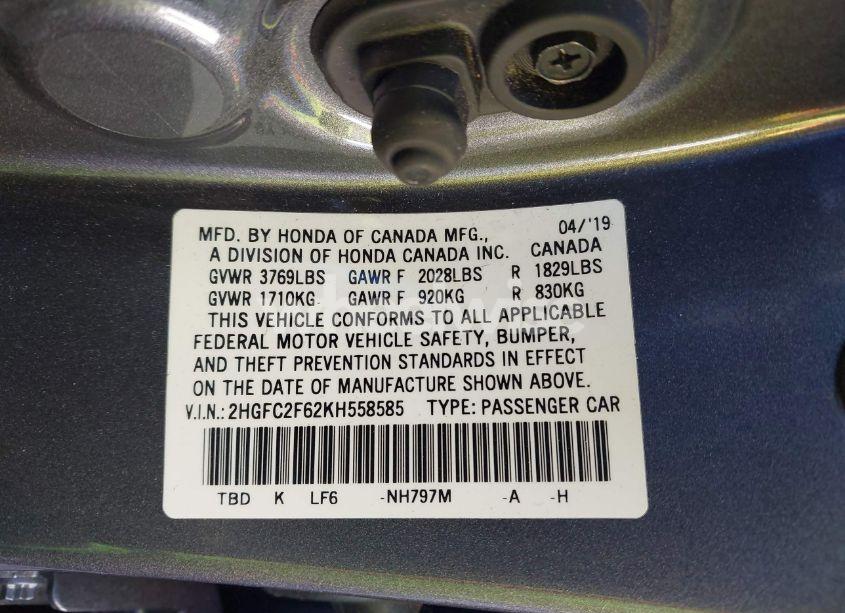 MFD. BY HONDA OF CANADA MFG., 04/'19
A DIVISION OF HONDA CANADA INC. CANADA
GVWR 3769LBS GAWR F 2028LBS R 1829LBS
GVWR 1710KG GAWR F 920KG R 830KG
THIS VEHICLE CONFORMS TO ALL APPLICABLE
FEDERAL MOTOR VEHICLE SAFETY, BUMPER,
AND THEFT PREVENTION STANDARDS IN EFFECT
ON THE DATE OF MANUFACTURE SHOWN ABOVE.
V.I.N.: 2HGFC2F62KH558585 TYPE: PASSENGER CAR
TBD K LF6 -NH797M -A -H